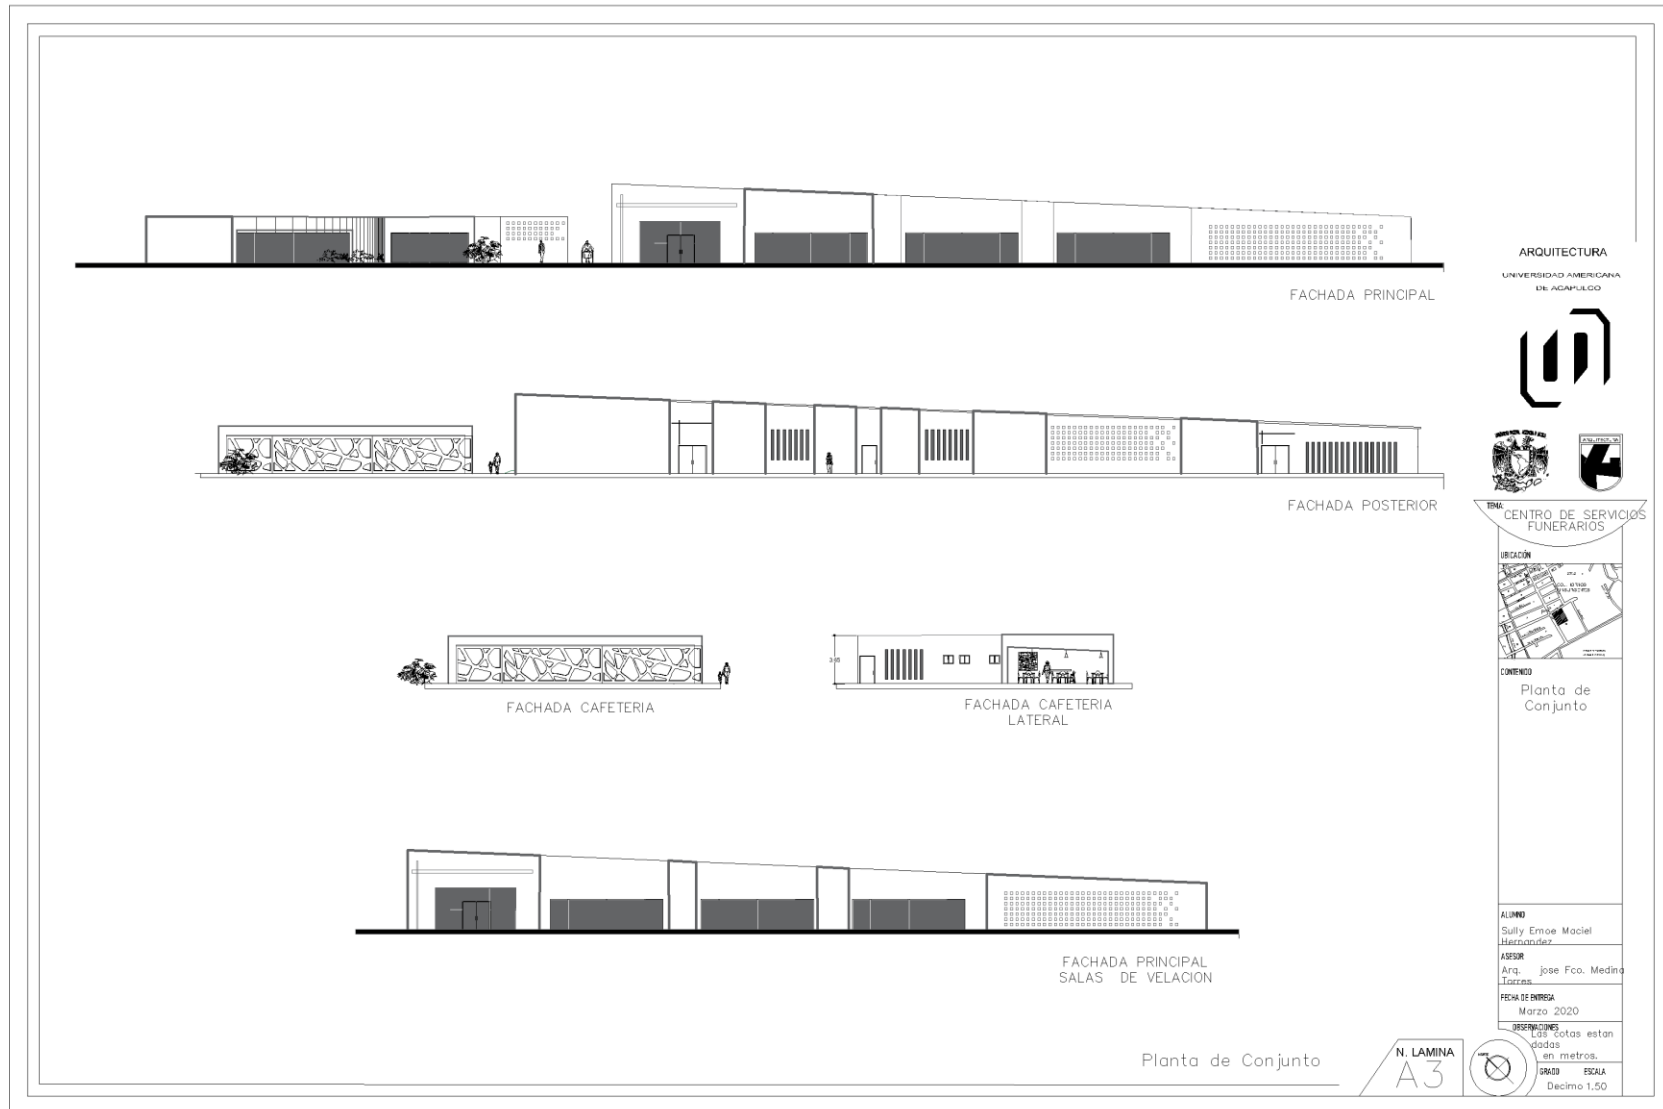 FACHADA PRINCIPAL
FACHADA POSTERIOR
3.45
FACHADA CAFETERIA
FACHADA CAFETERIA
LATERAL
FACHADA PRINCIPAL
SALAS DE VELACION
Planta de Conjunto
N. LAMINA
A3
ARQUITECTURA
UNIVERSIDAD AMERICANA
DE ACAPULCO
ARQUITECTURA
TEMA:
CENTRO DE SERVICIOS
FUNERARIOS
UBICACIÓN
CONTENIDO
Planta de
Conjunto
ALUMNO
Sully Emoe Maciel
Hernandez
ASESOR
Arq. jose Fco. Medina
Torres
FECHA DE ENTREGA
Marzo 2020
OBSERVACIONES
Las cotas estan
dadas
en metros.
GRADO ESCALA
Decimo 1.50